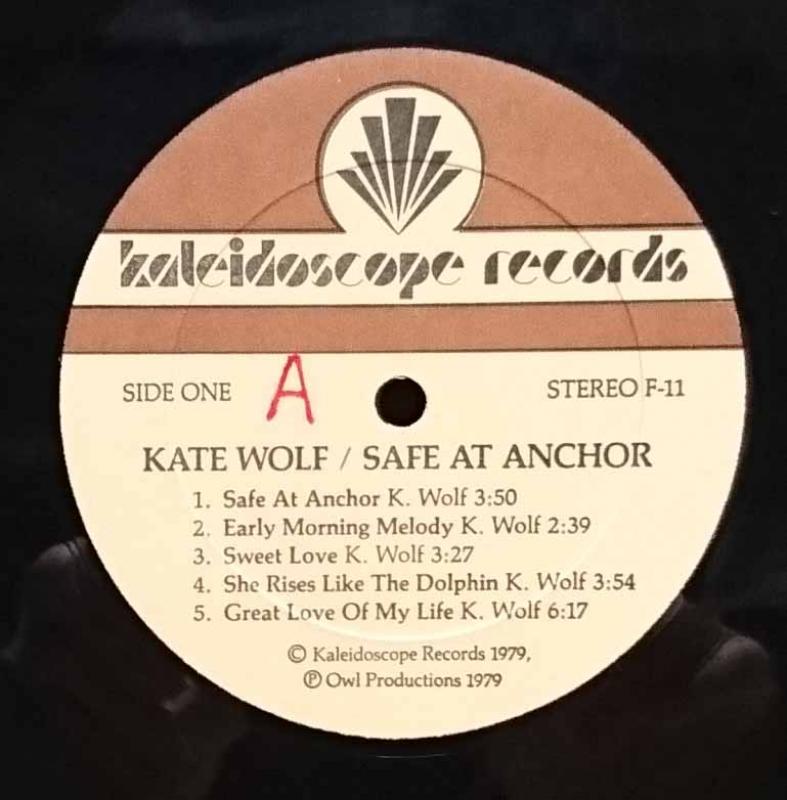 kaleidoscope records
SIDE ONE A STEREO F-11
KATE WOLF / SAFE AT ANCHOR
1. Safe At Anchor K. Wolf 3:50
2. Early Morning Melody K. Wolf 2:39
3. Sweet Love K. Wolf 3:27
4. She Rises Like The Dolphin K. Wolf 3:54
5. Great Love Of My Life K. Wolf 6:17
© Kaleidoscope Records 1979,
℗ Owl Productions 1979